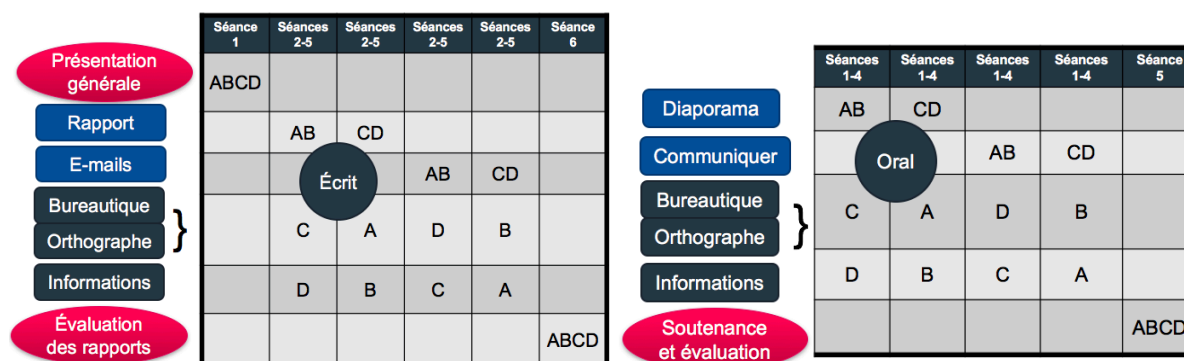 Séance 1 Séances 2-5 Séances 2-5 Séances 2-5 Séances 2-5 Séance 6
Présentation générale ABCD
Rapport AB CD
E-mails AB CD
Écrit
Bureautique
Orthographe
} C A D B
Informations D B C A
Évaluation des rapports ABCD
Séances 1-4 Séances 1-4 Séances 1-4 Séances 1-4 Séance 5
Diaporama AB CD
Communiquer AB CD
Oral
Bureautique
Orthographe
} C A D B
Informations D B C A
Soutenance et évaluation ABCD